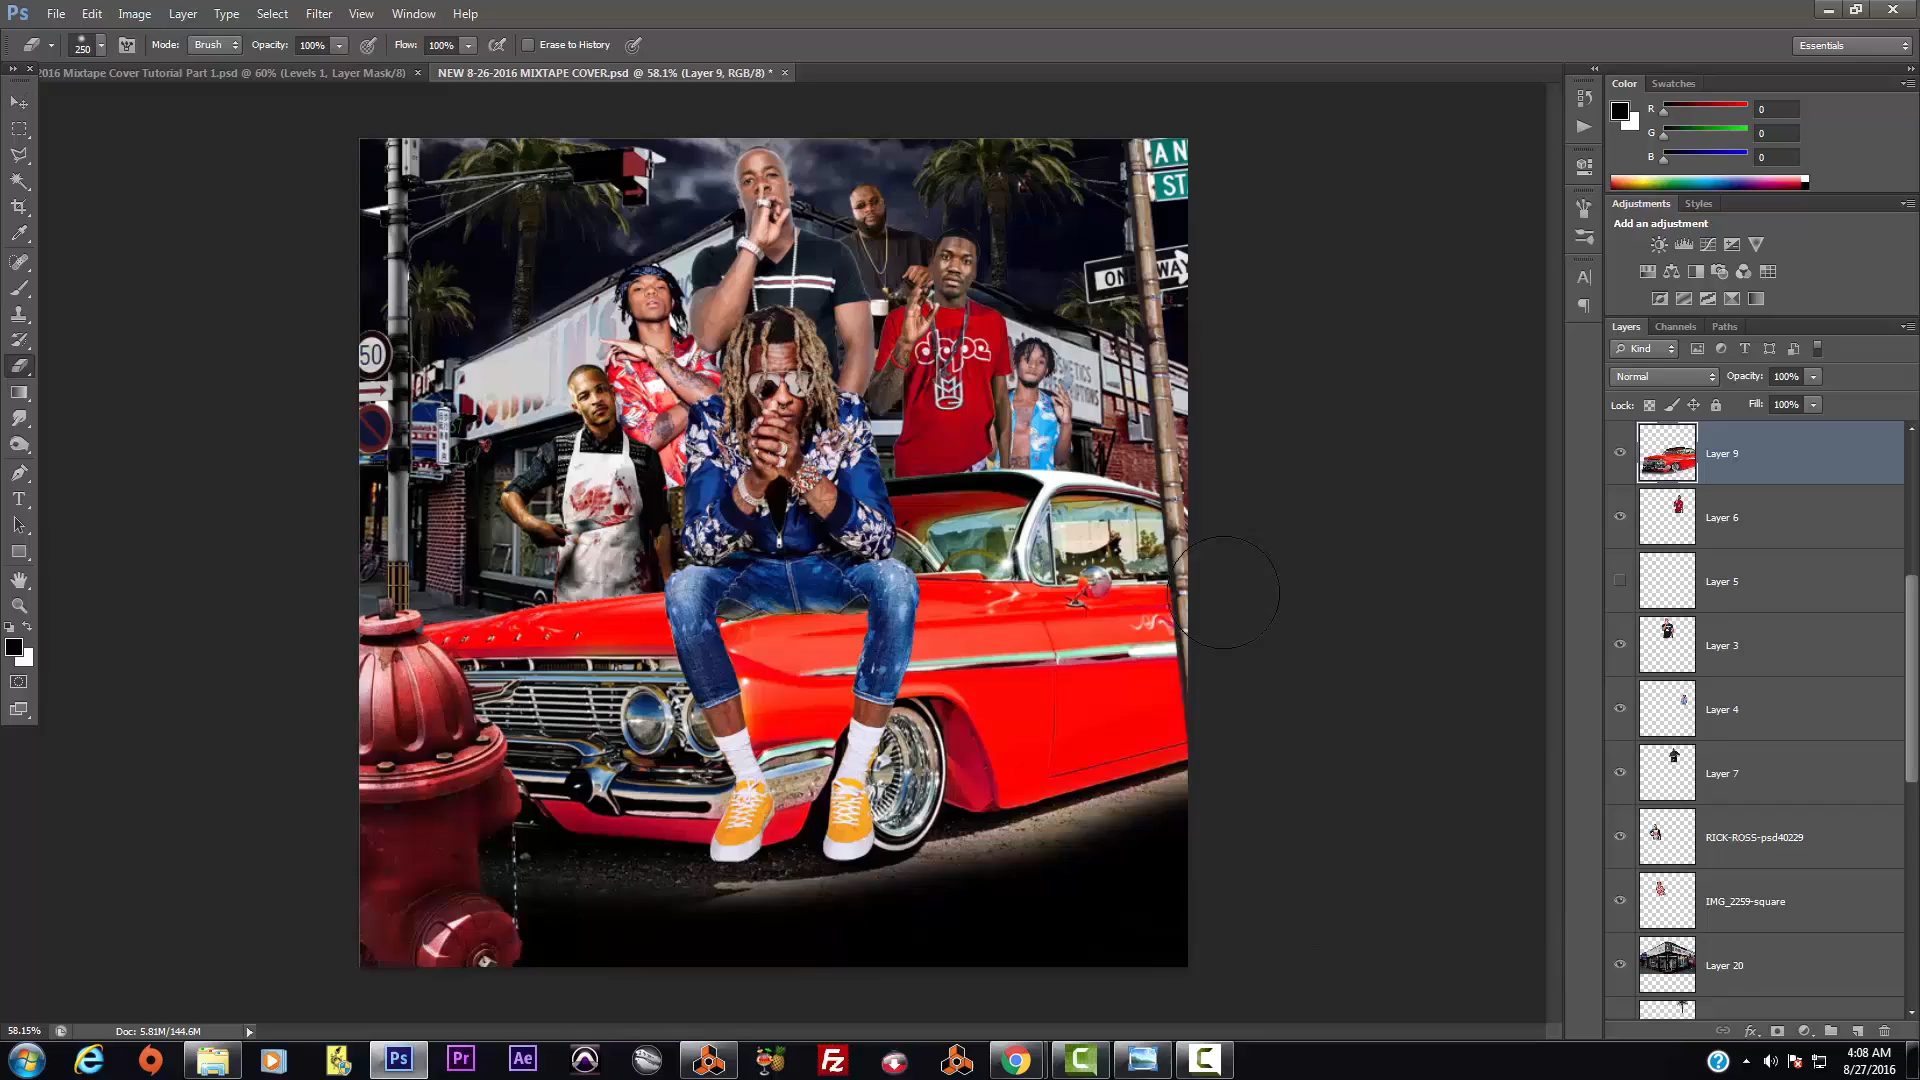 Ps File Edit Image Layer Type Select Filter View Window Help
250 Mode: Brush Opacity: 100% Flow: 100% Erase to History Essentials
2016 Mixtape Cover Tutorial Part 1.psd @ 60% (Levels 1, Layer Mask/8) × NEW 8-26-2016 MIXTAPE COVER.psd @ 58.1% (Layer 9, RGB/8) * ×
Color Swatches
R 0
G 0
B 0
Adjustments Styles
Add an adjustment
Layers Channels Paths
Kind
Normal Opacity: 100%
Lock: Fill: 100%
Layer 9
Layer 6
Layer 5
Layer 3
Layer 4
Layer 7
RICK-ROSS-psd40229
IMG_2259-square
Layer 20
AN
ST
ONE WAY
50
dope
58.15% Doc: 5.81M/144.6M
Ps Pr Ae Fz C C
4:08 AM
8/27/2016